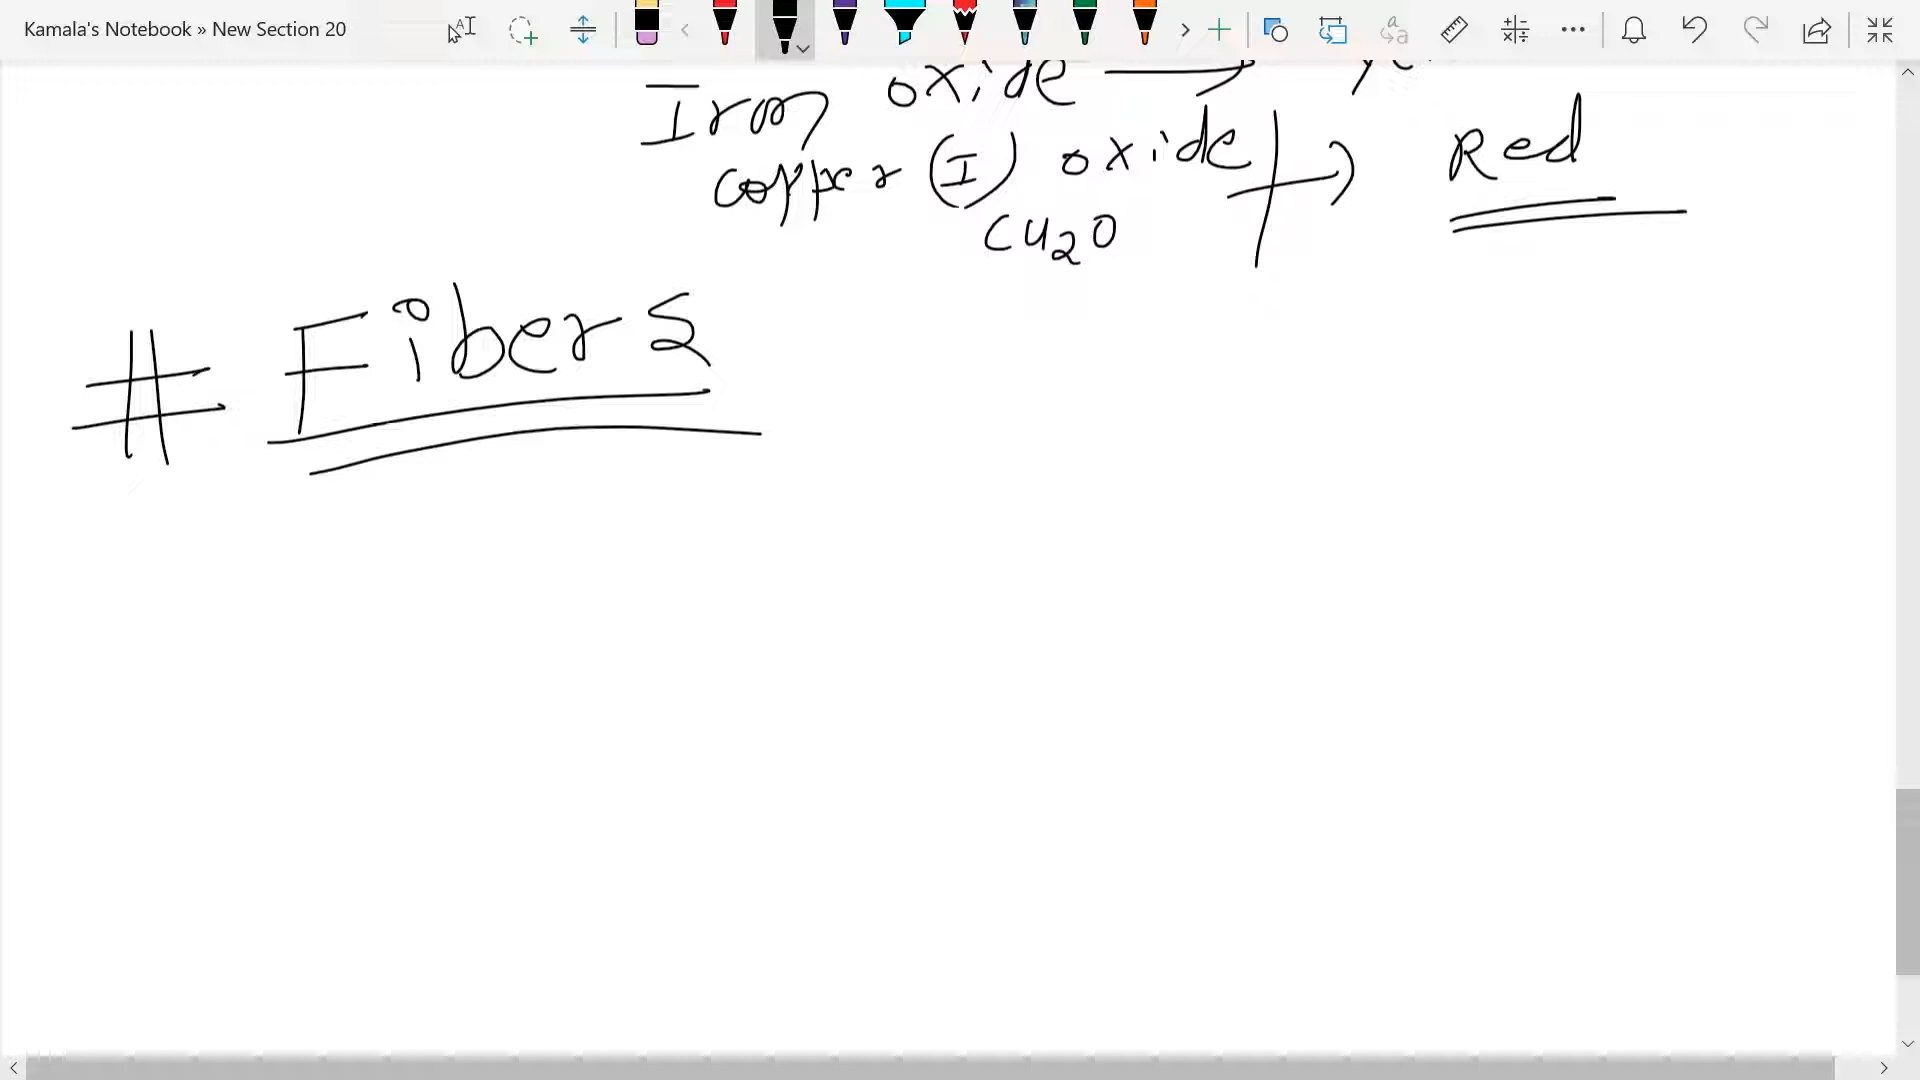 Kamala's Notebook » New Section 20
Iron oxide →
copper (I) oxide → Red
Cu₂O
# Fibers